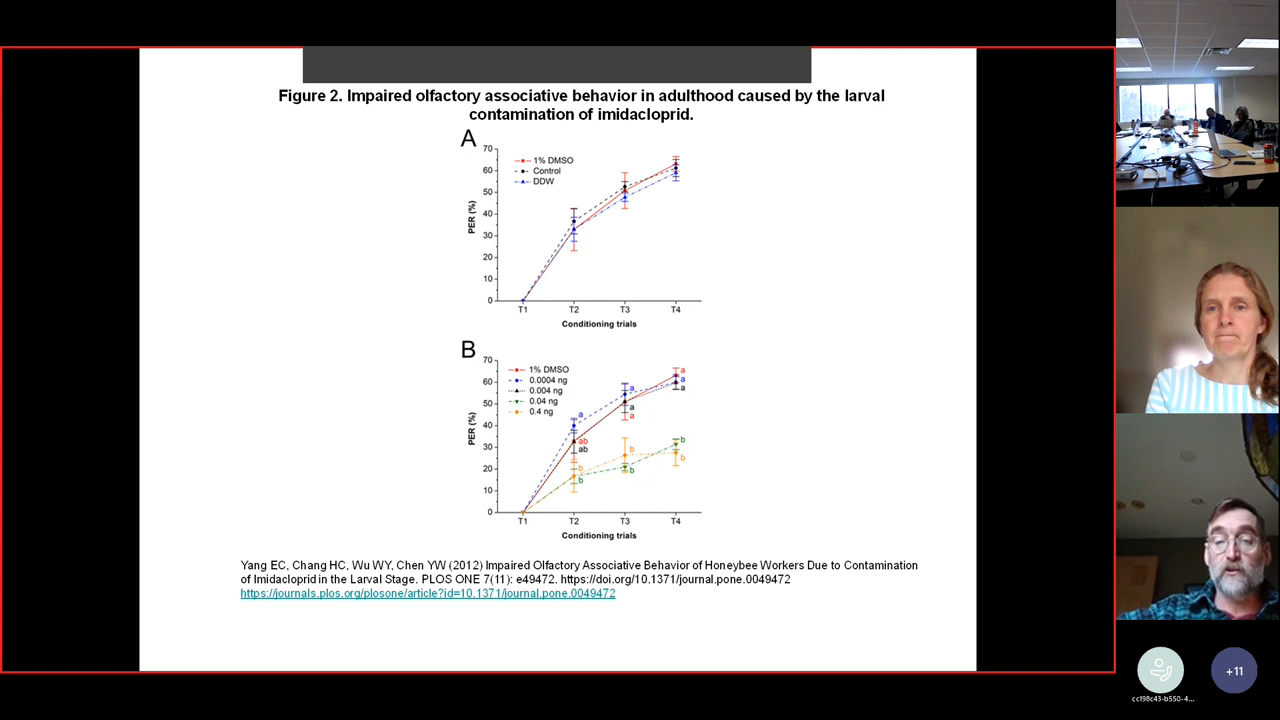 Figure 2. Impaired olfactory associative behavior in adulthood caused by the larval
contamination of imidacloprid.
A
70
60
50
40
30
20
10
0
PER (%)
1% DMSO
Control
DDW
T1 T2 T3 T4
Conditioning trials
B
70
60
50
40
30
20
10
0
PER (%)
1% DMSO
0.0004 ng
0.004 ng
0.04 ng
0.4 ng
a
ab
ab
b
b
a
a
a
b
b
a
a
a
b
b
T1 T2 T3 T4
Conditioning trials
Yang EC, Chang HC, Wu WY, Chen YW (2012) Impaired Olfactory Associative Behavior of Honeybee Workers Due to Contamination
of Imidacloprid in the Larval Stage. PLOS ONE 7(11): e49472. https://doi.org/10.1371/journal.pone.0049472
https://journals.plos.org/plosone/article?id=10.1371/journal.pone.0049472
cc198c43-b550-4...
+11